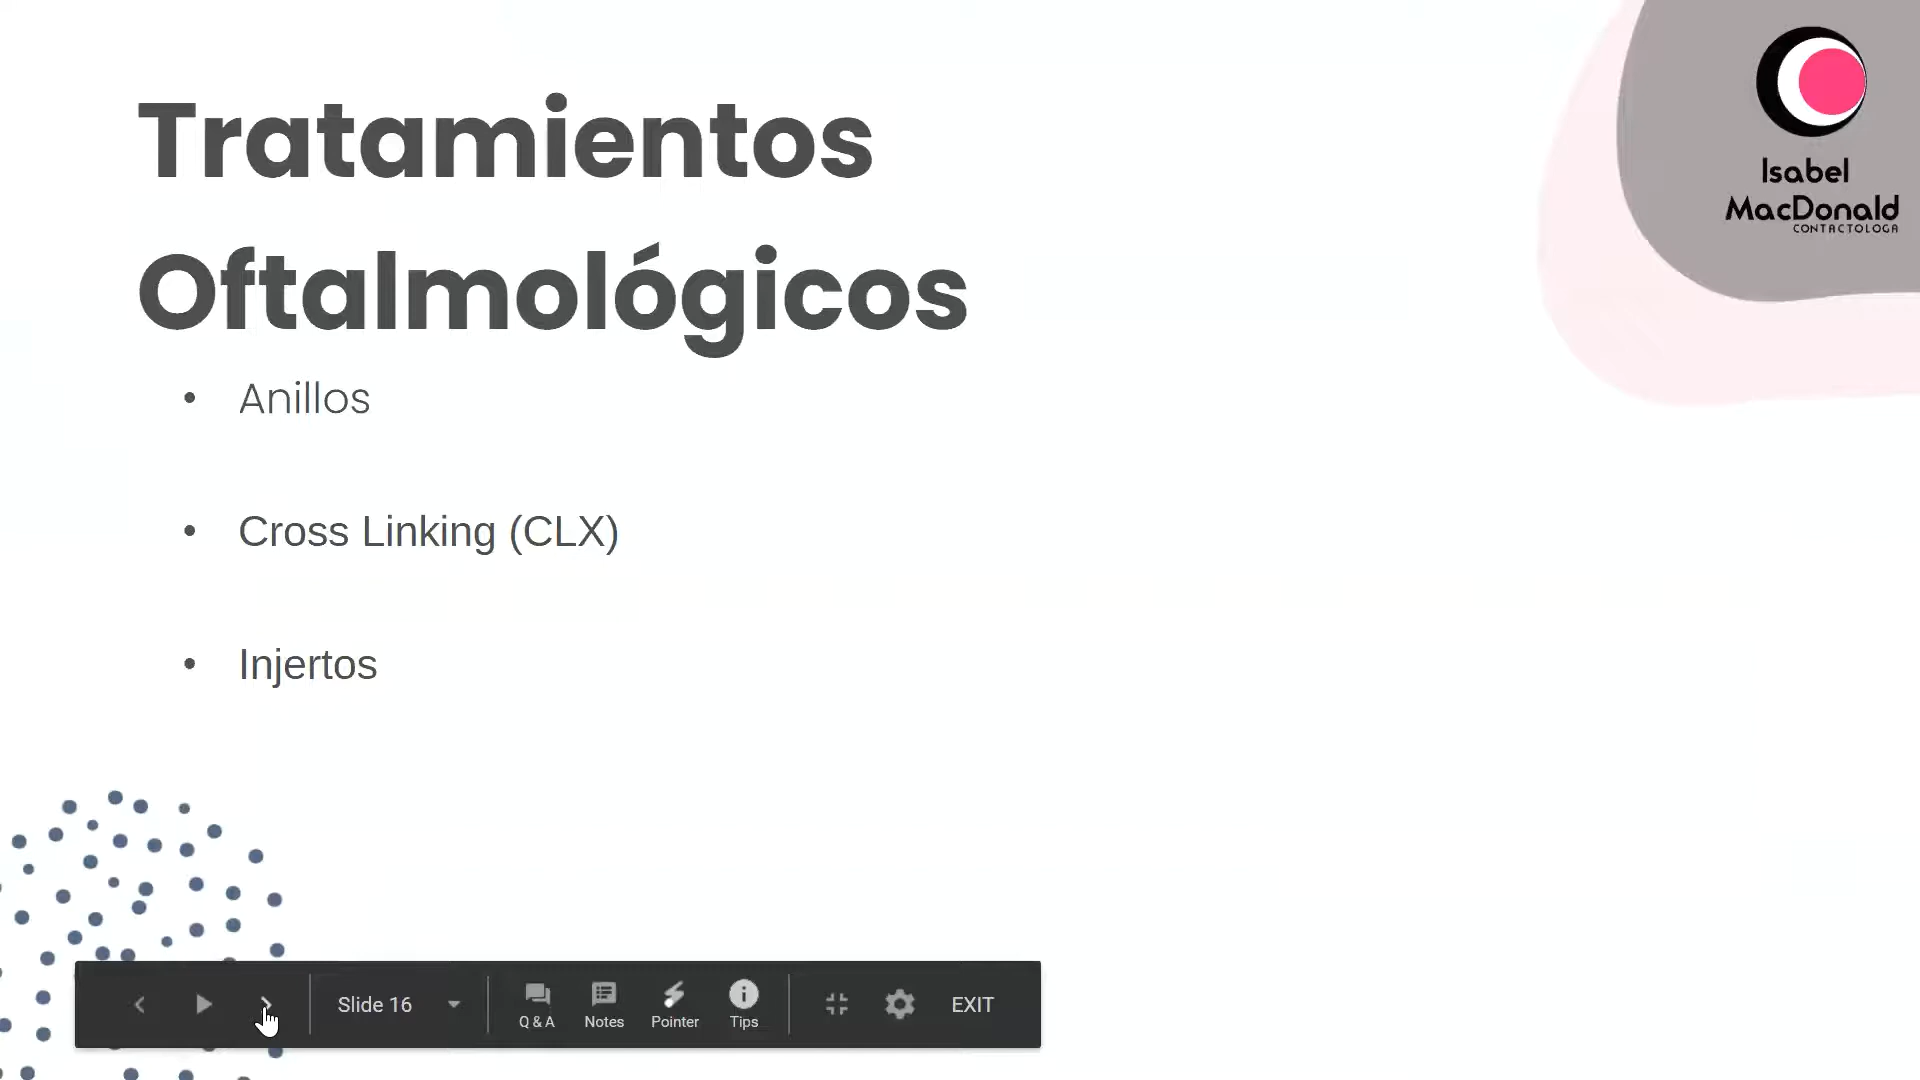 Tratamientos
Oftalmológicos
Isabel
MacDonald
CONTACTOLOGA
• Anillos
• Cross Linking (CLX)
• Injertos
Slide 16
Q & A
Notes
Pointer
Tips
EXIT